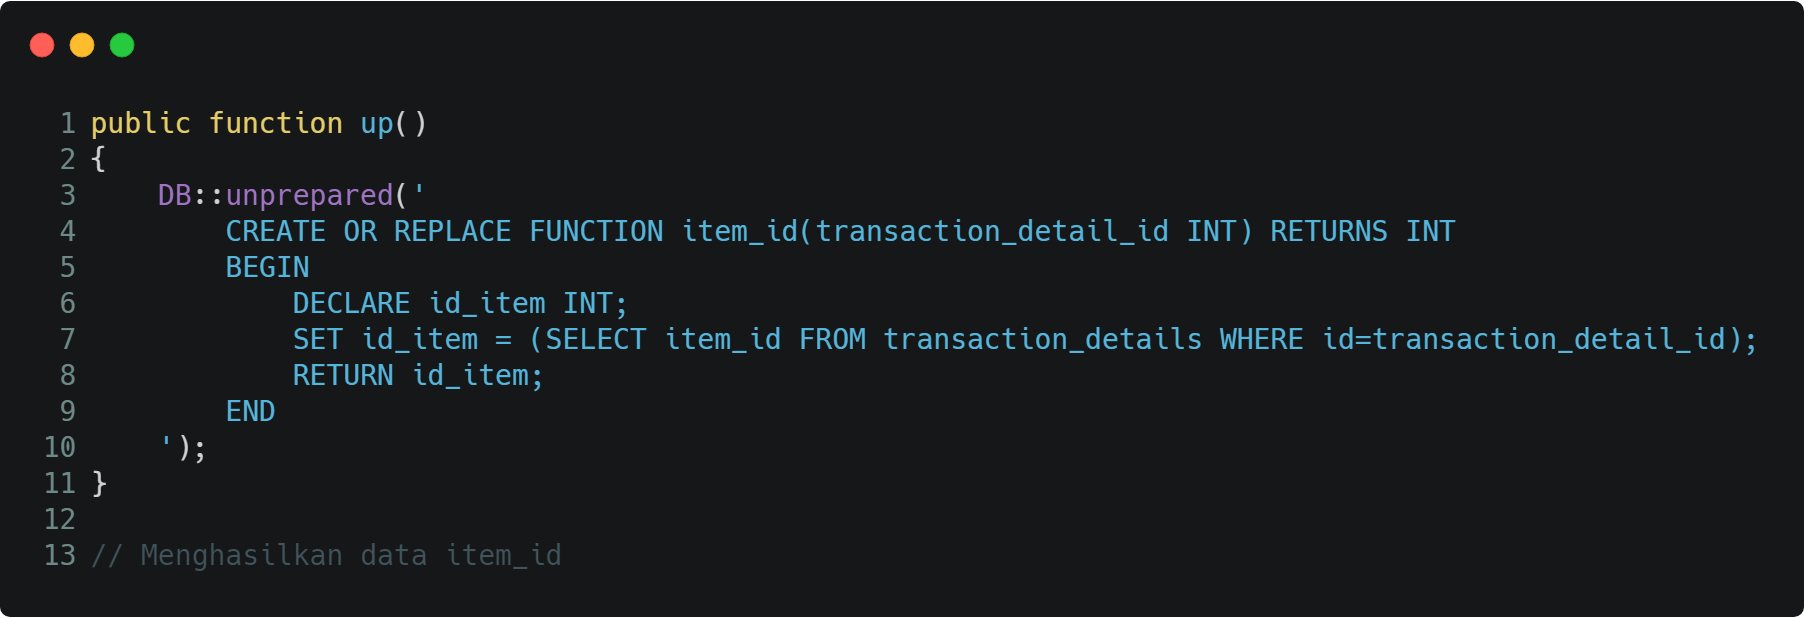 1 public function up()
2 {
3     DB::unprepared('
4         CREATE OR REPLACE FUNCTION item_id(transaction_detail_id INT) RETURNS INT
5         BEGIN
6             DECLARE id_item INT;
7             SET id_item = (SELECT item_id FROM transaction_details WHERE id=transaction_detail_id);
8             RETURN id_item;
9         END
10     ');
11 }
12
13 // Menghasilkan data item_id